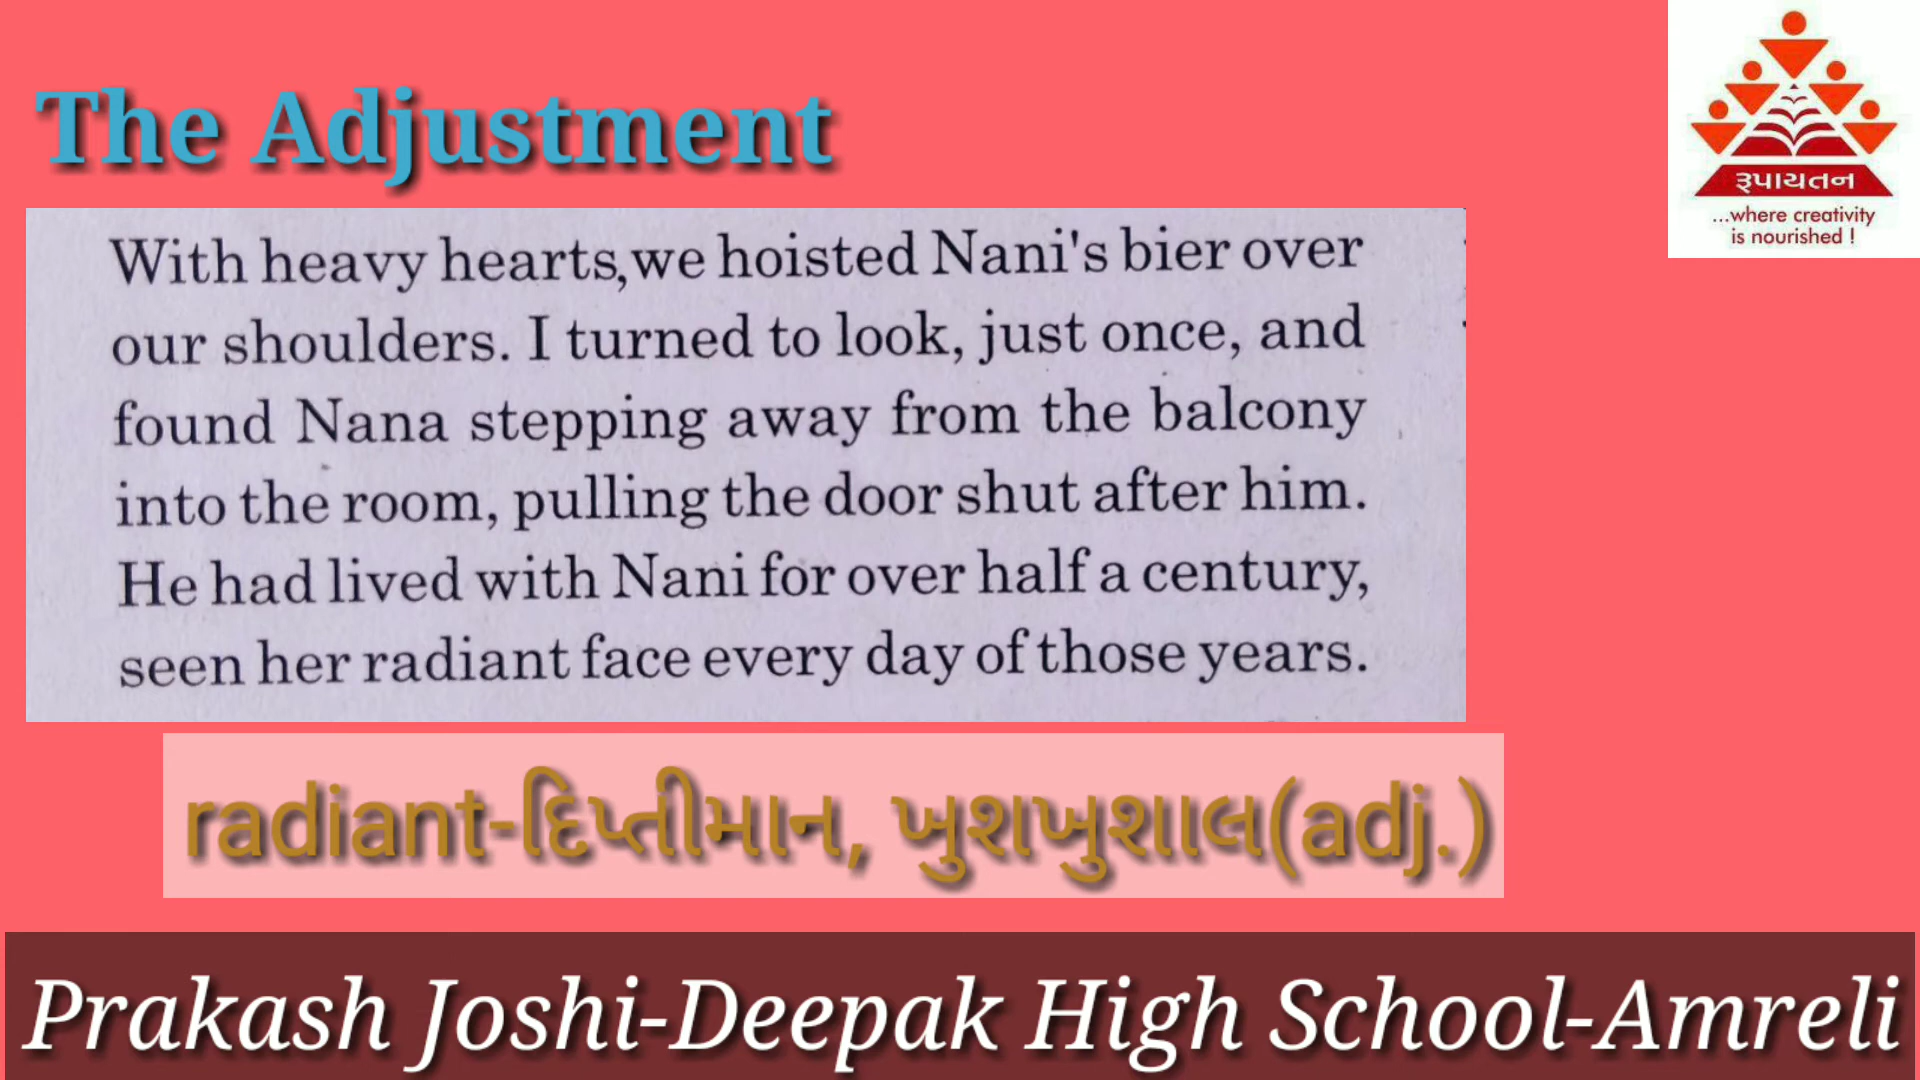 The Adjustment
રૂપાયતન
...where creativity
is nourished !
With heavy hearts,we hoisted Nani's bier over
our shoulders. I turned to look, just once, and
found Nana stepping away from the balcony
into the room, pulling the door shut after him.
He had lived with Nani for over half a century,
seen her radiant face every day of those years.
radiant-દિપ્તીમાન, ખુશખુશાલ(adj.)
Prakash Joshi-Deepak High School-Amreli